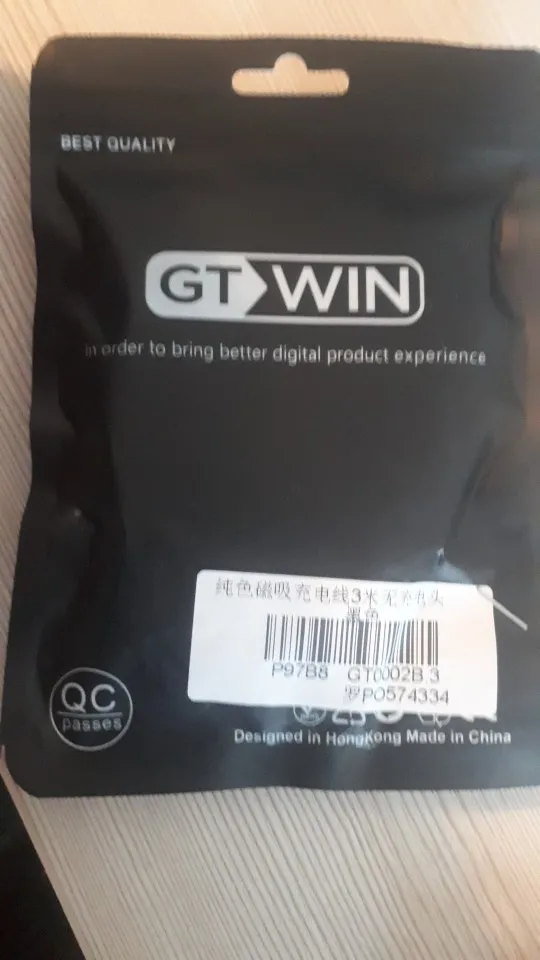 BEST QUALITY
GT WIN
in order to bring better digital product experience
纯色磁吸充电线3米无充电头
黑色
P97B8 GT0002B.3
罗PO574334
QC
passes
Designed in HongKong Made in China